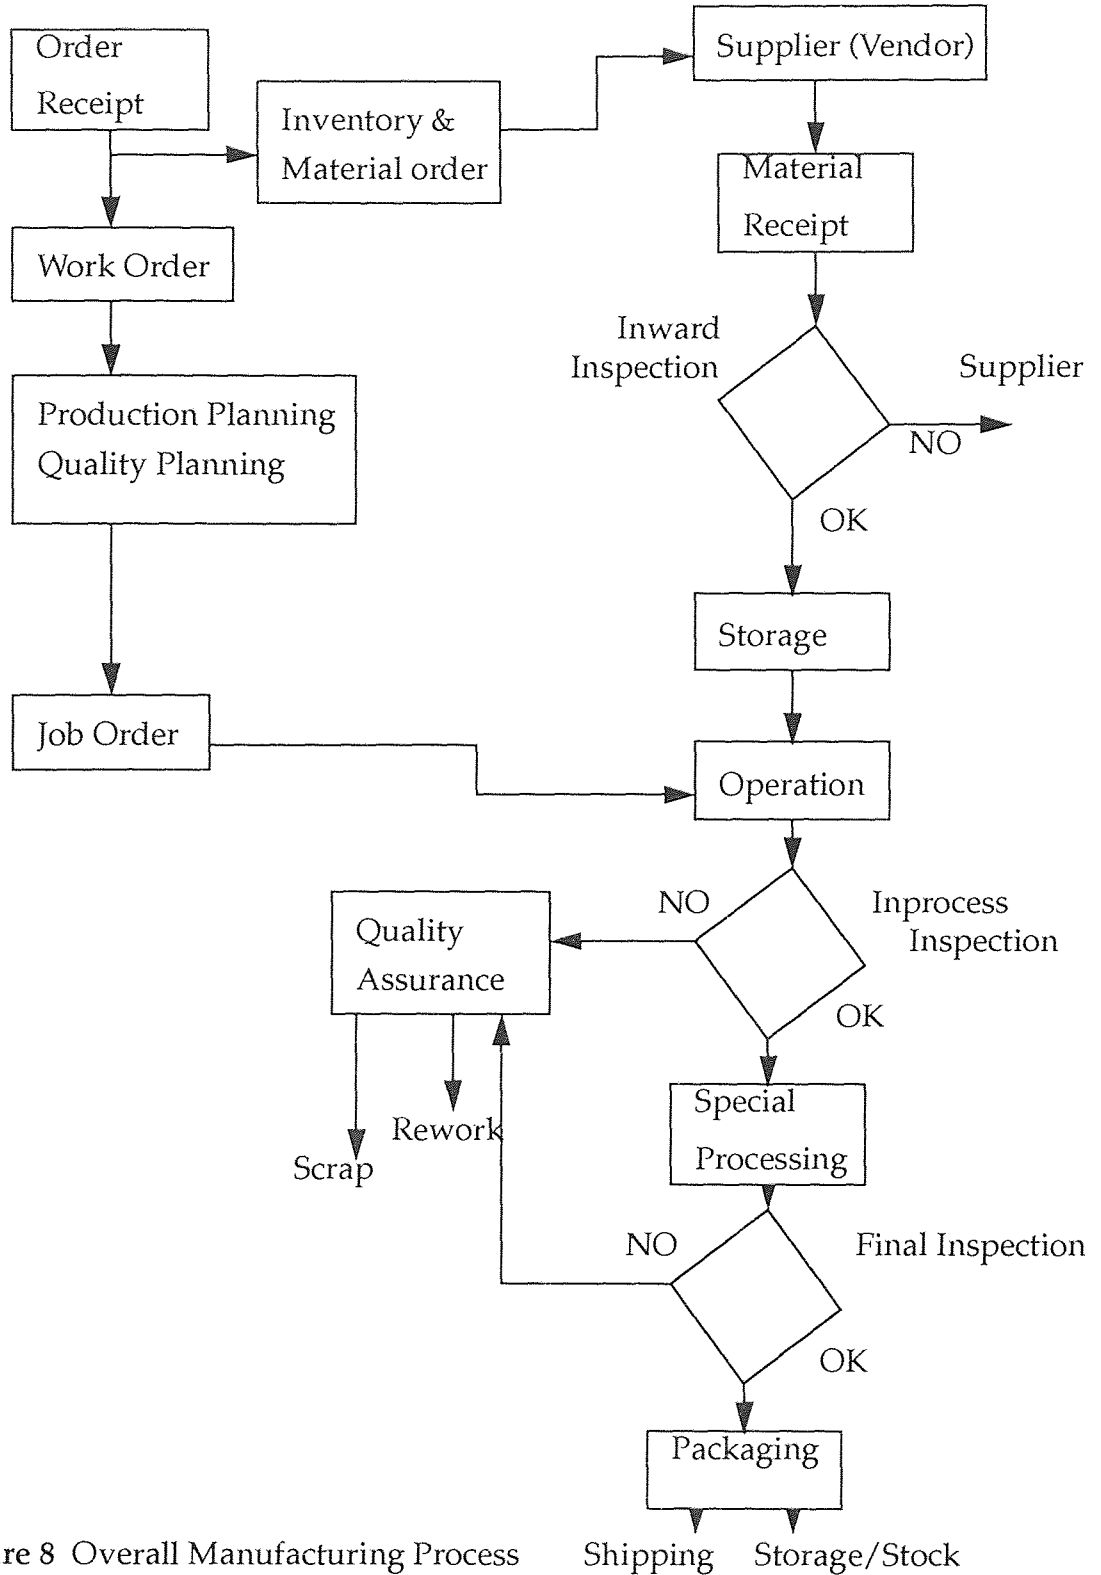 Order
Receipt
Supplier (Vendor)
Inventory &
Material order
Material
Receipt
Work Order
Inward
Inspection
Supplier
NO
Production Planning
Quality Planning
OK
Storage
Job Order
Operation
NO
Inprocess
Inspection
Quality
Assurance
OK
Special
Processing
Rework
Scrap
NO
Final Inspection
OK
Packaging
re 8 Overall Manufacturing Process
Shipping
Storage/Stock